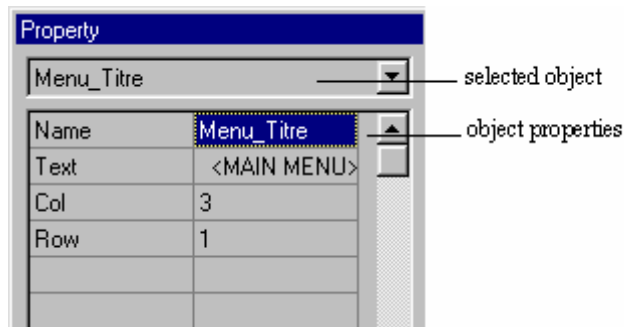 Property
Menu_Titre
selected object
Name Menu_Titre
object properties
Text <MAIN MENU>
Col 3
Row 1